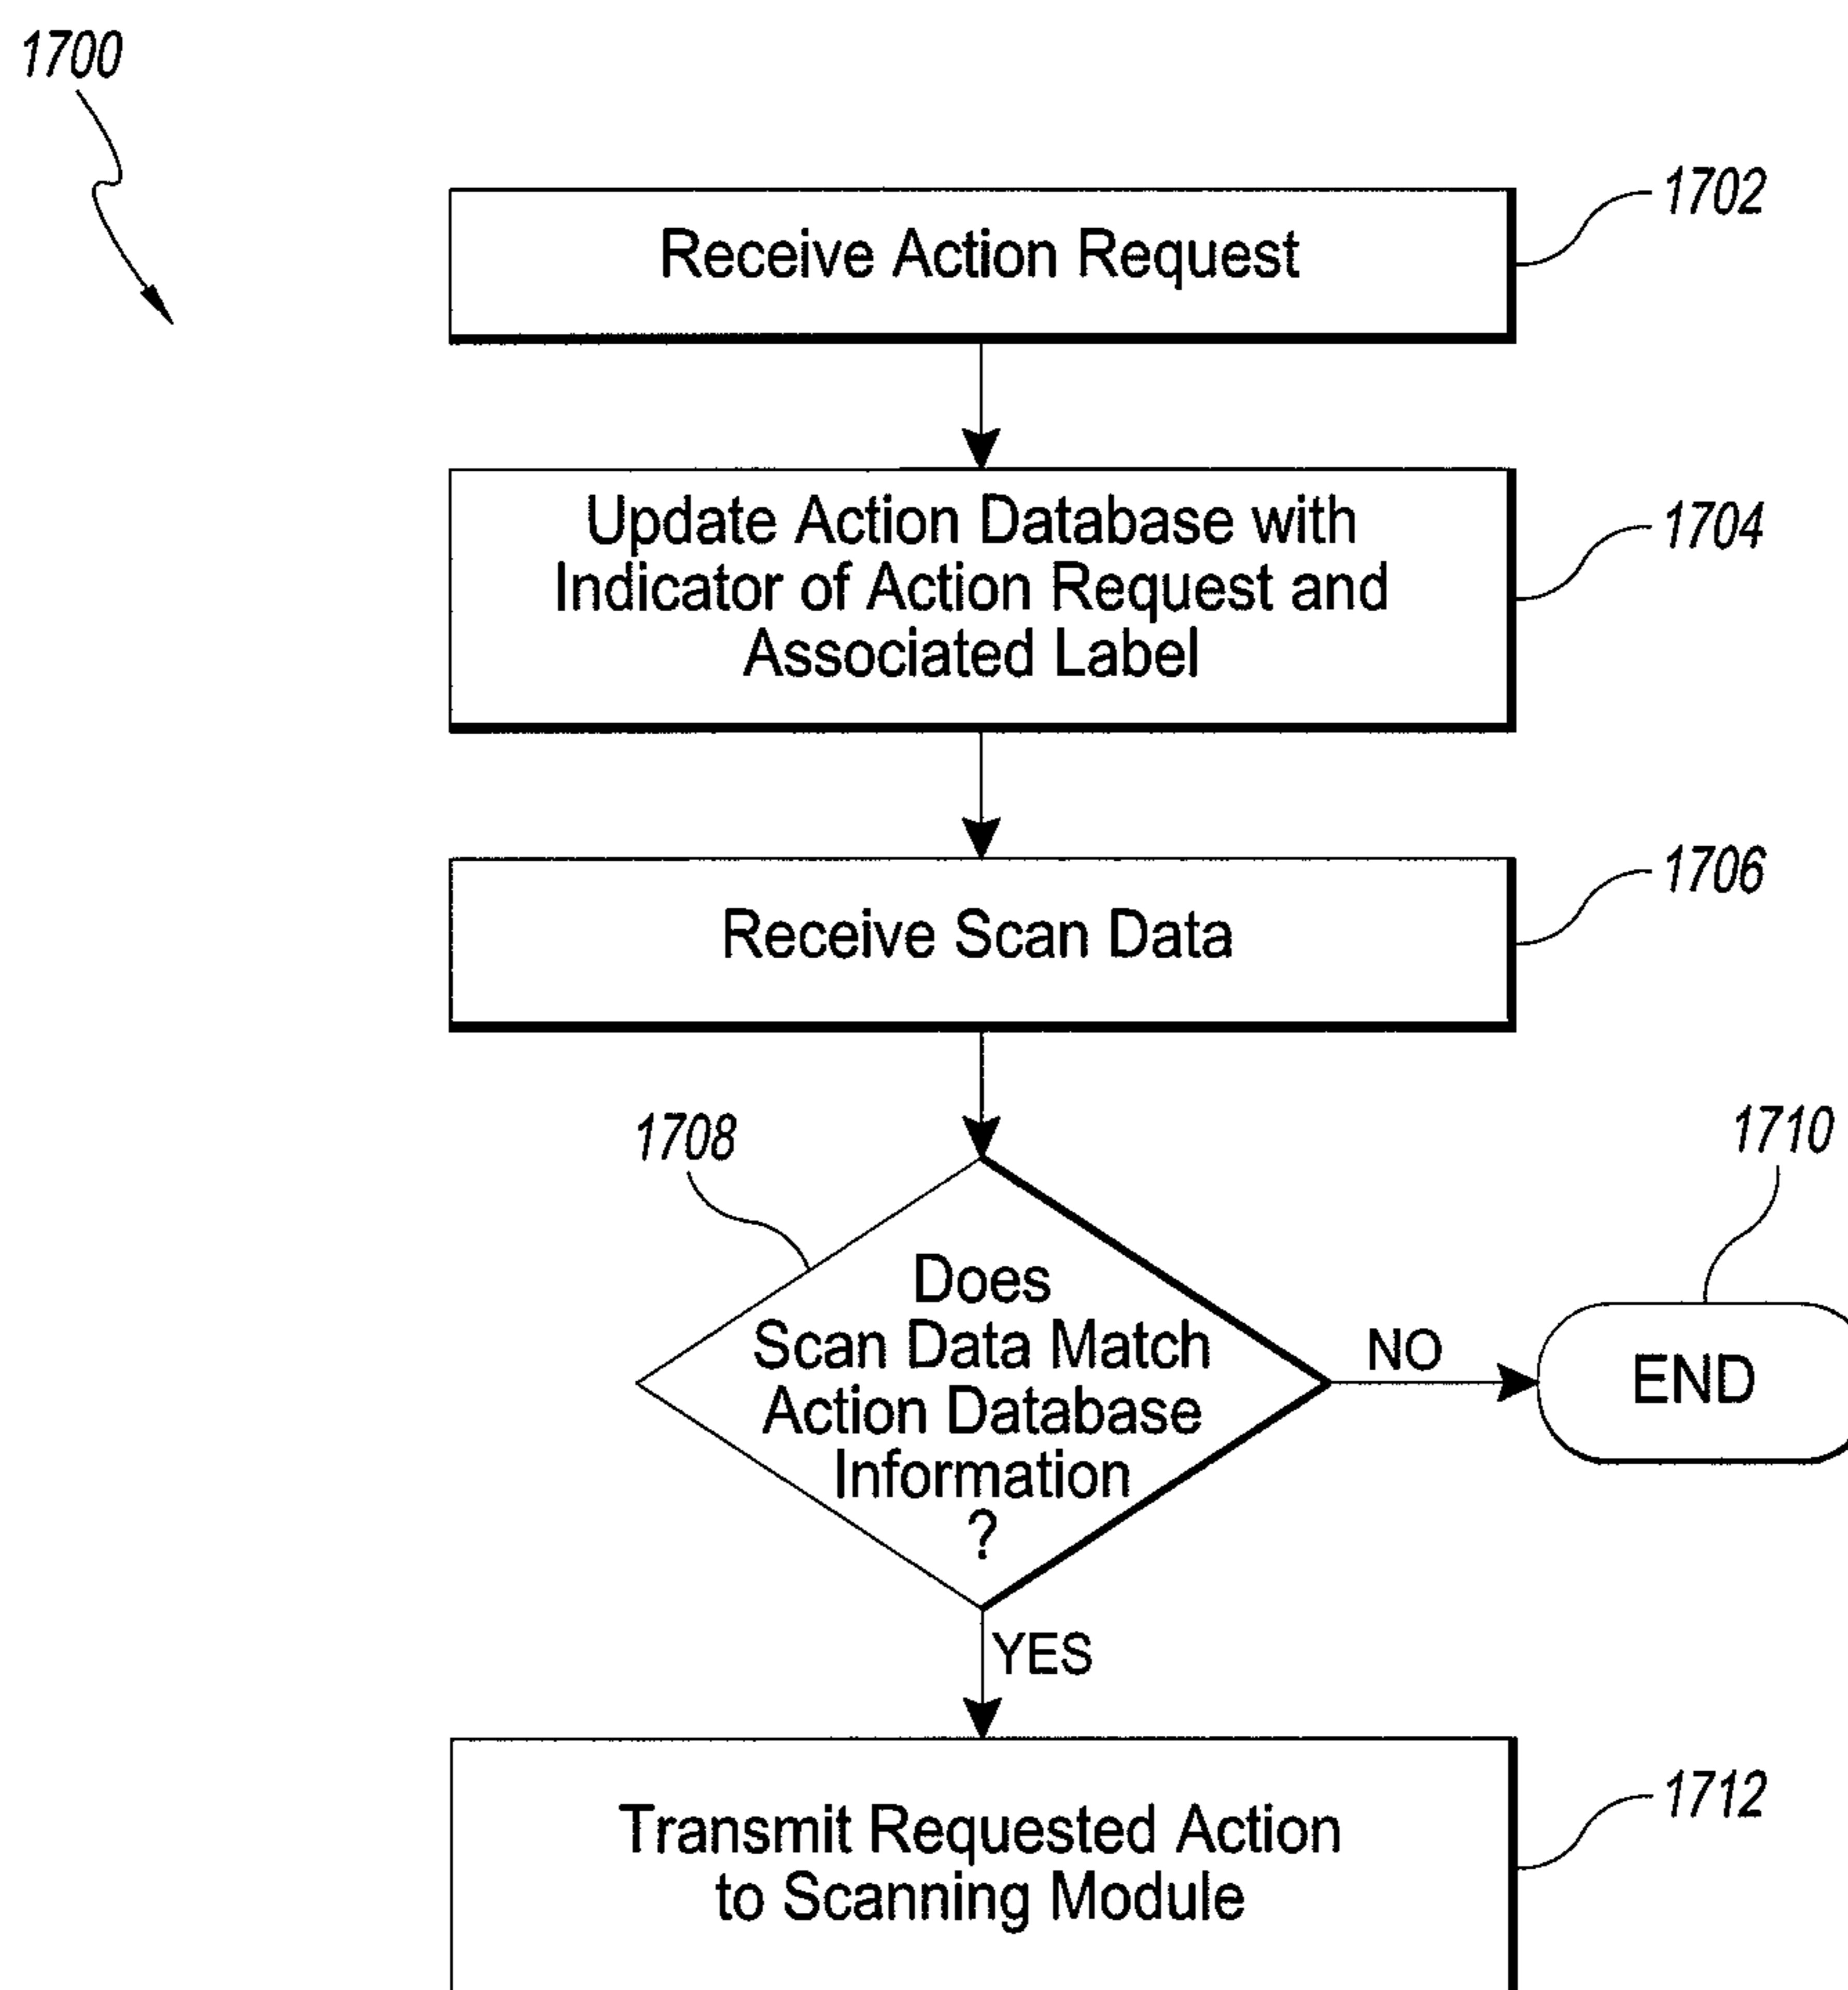 1700
1702
Receive Action Request
1704
Update Action Database with
Indicator of Action Request and
Associated Label
1706
Receive Scan Data
1708
1710
Does
Scan Data Match
Action Database
Information
?
NO
END
YES
1712
Transmit Requested Action
to Scanning Module